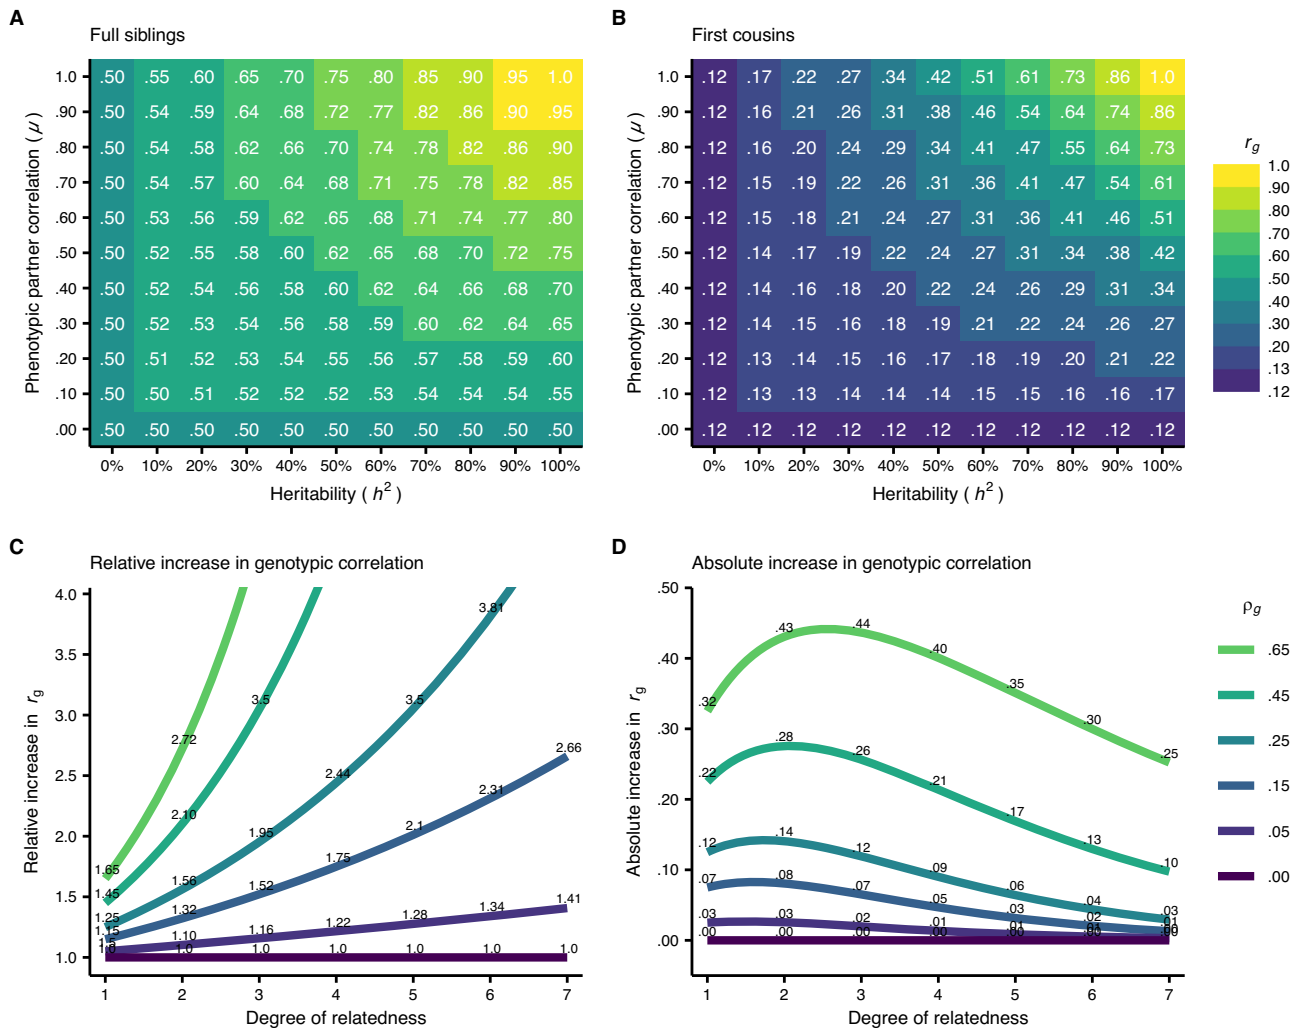 A
Full siblings
Phenotypic partner correlation ( μ )
1.0 .50 .55 .60 .65 .70 .75 .80 .85 .90 .95 1.0
.90 .50 .54 .59 .64 .68 .72 .77 .82 .86 .90 .95
.80 .50 .54 .58 .62 .66 .70 .74 .78 .82 .86 .90
.70 .50 .54 .57 .60 .64 .68 .71 .75 .78 .82 .85
.60 .50 .53 .56 .59 .62 .65 .68 .71 .74 .77 .80
.50 .50 .52 .55 .58 .60 .62 .65 .68 .70 .72 .75
.40 .50 .52 .54 .56 .58 .60 .62 .64 .66 .68 .70
.30 .50 .52 .53 .54 .56 .58 .59 .60 .62 .64 .65
.20 .50 .51 .52 .53 .54 .55 .56 .57 .58 .59 .60
.10 .50 .50 .51 .52 .52 .53 .54 .54 .54 .54 .55
.00 .50 .50 .50 .50 .50 .50 .50 .50 .50 .50 .50
0% 10% 20% 30% 40% 50% 60% 70% 80% 90% 100%
Heritability ( h² )
B
First cousins
Phenotypic partner correlation ( μ )
1.0 .12 .17 .22 .27 .34 .42 .51 .61 .73 .86 1.0
.90 .12 .16 .21 .26 .31 .38 .46 .54 .64 .74 .86
.80 .12 .16 .20 .24 .29 .34 .41 .47 .55 .64 .73
.70 .12 .15 .19 .22 .26 .31 .36 .41 .47 .54 .61
.60 .12 .15 .18 .21 .24 .27 .31 .36 .41 .46 .51
.50 .12 .14 .17 .19 .22 .24 .27 .31 .34 .38 .42
.40 .12 .14 .16 .18 .20 .22 .24 .26 .29 .31 .34
.30 .12 .14 .15 .16 .18 .19 .21 .22 .24 .26 .27
.20 .12 .13 .14 .15 .16 .17 .18 .19 .20 .21 .22
.10 .12 .13 .13 .14 .14 .14 .15 .15 .16 .16 .17
.00 .12 .12 .12 .12 .12 .12 .12 .12 .12 .12 .12
0% 10% 20% 30% 40% 50% 60% 70% 80% 90% 100%
Heritability ( h² )
r_g
1.0
.90
.80
.70
.60
.50
.40
.30
.20
.13
.12
C
Relative increase in genotypic correlation
Relative increase in r_g
4.0
3.5
3.0
2.5
2.0
1.5
1.0
1.65 2.72
1.45 2.10 3.5
1.25 1.56 1.95 2.44 3.5 3.81
1.15 1.32 1.52 1.75 2.1 2.31 2.66
1.10 1.16 1.22 1.28 1.34 1.41
1.0 1.0 1.0 1.0 1.0 1.0 1.0
1 2 3 4 5 6 7
Degree of relatedness
D
Absolute increase in genotypic correlation
Absolute increase in r_g
.50
.40
.30
.20
.10
.00
.32 .43 .44 .40 .35 .30 .25
.22 .28 .26 .21 .17 .13 .10
.12 .14 .12 .09 .06 .04 .03
.07 .08 .07 .05 .03 .02 .01
.03 .03 .02 .01 .01 .01 .00
.00 .00 .00 .00 .00 .00 .00
1 2 3 4 5 6 7
Degree of relatedness
ρ_g
.65
.45
.25
.15
.05
.00